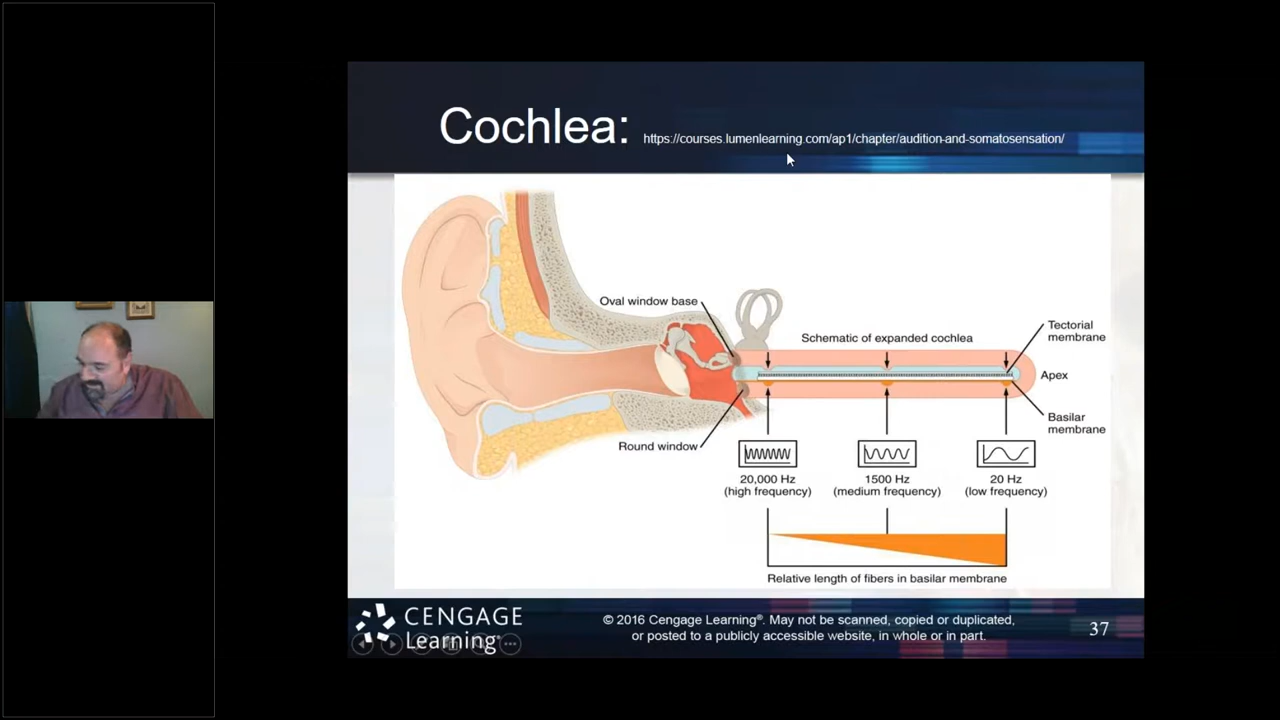 Cochlea: https://courses.lumenlearning.com/ap1/chapter/audition-and-somatosensation/
Oval window base
Schematic of expanded cochlea
Tectorial
membrane
Apex
Basilar
membrane
Round window
20,000 Hz
(high frequency)
1500 Hz
(medium frequency)
20 Hz
(low frequency)
Relative length of fibers in basilar membrane
CENGAGE
Learning®
© 2016 Cengage Learning®. May not be scanned, copied or duplicated,
or posted to a publicly accessible website, in whole or in part.
37